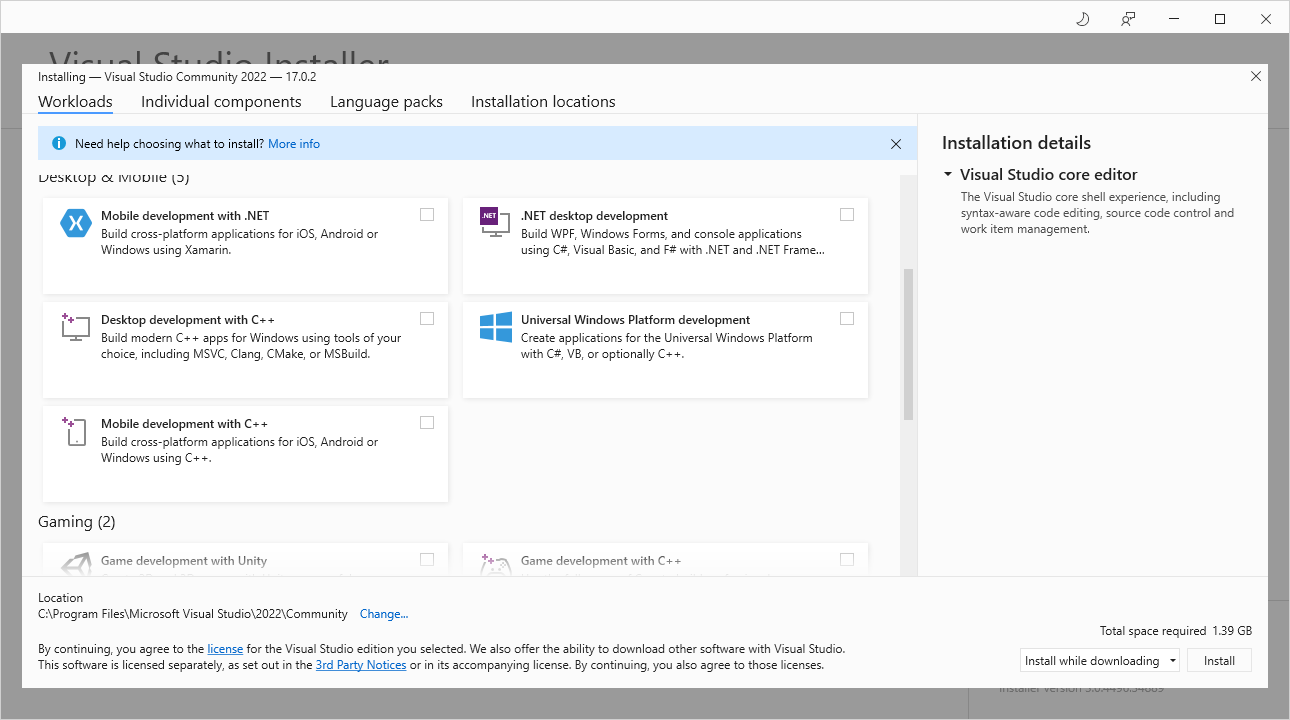 Visual Studio Installer
Installing — Visual Studio Community 2022 — 17.0.2
Workloads
Individual components
Language packs
Installation locations
Need help choosing what to install? More info
Desktop & Mobile (5)
Mobile development with .NET
Build cross-platform applications for iOS, Android or
Windows using Xamarin.
.NET
.NET desktop development
Build WPF, Windows Forms, and console applications
using C#, Visual Basic, and F# with .NET and .NET Frame...
Desktop development with C++
Build modern C++ apps for Windows using tools of your
choice, including MSVC, Clang, CMake, or MSBuild.
Universal Windows Platform development
Create applications for the Universal Windows Platform
with C#, VB, or optionally C++.
Mobile development with C++
Build cross-platform applications for iOS, Android or
Windows using C++.
Gaming (2)
Game development with Unity
Game development with C++
Installation details
Visual Studio core editor
The Visual Studio core shell experience, including
syntax-aware code editing, source code control and
work item management.
Location
C:\Program Files\Microsoft Visual Studio\2022\Community Change...
By continuing, you agree to the license for the Visual Studio edition you selected. We also offer the ability to download other software with Visual Studio.
This software is licensed separately, as set out in the 3rd Party Notices or in its accompanying license. By continuing, you also agree to those licenses.
Total space required 1.39 GB
Install while downloading
Install
Installer version